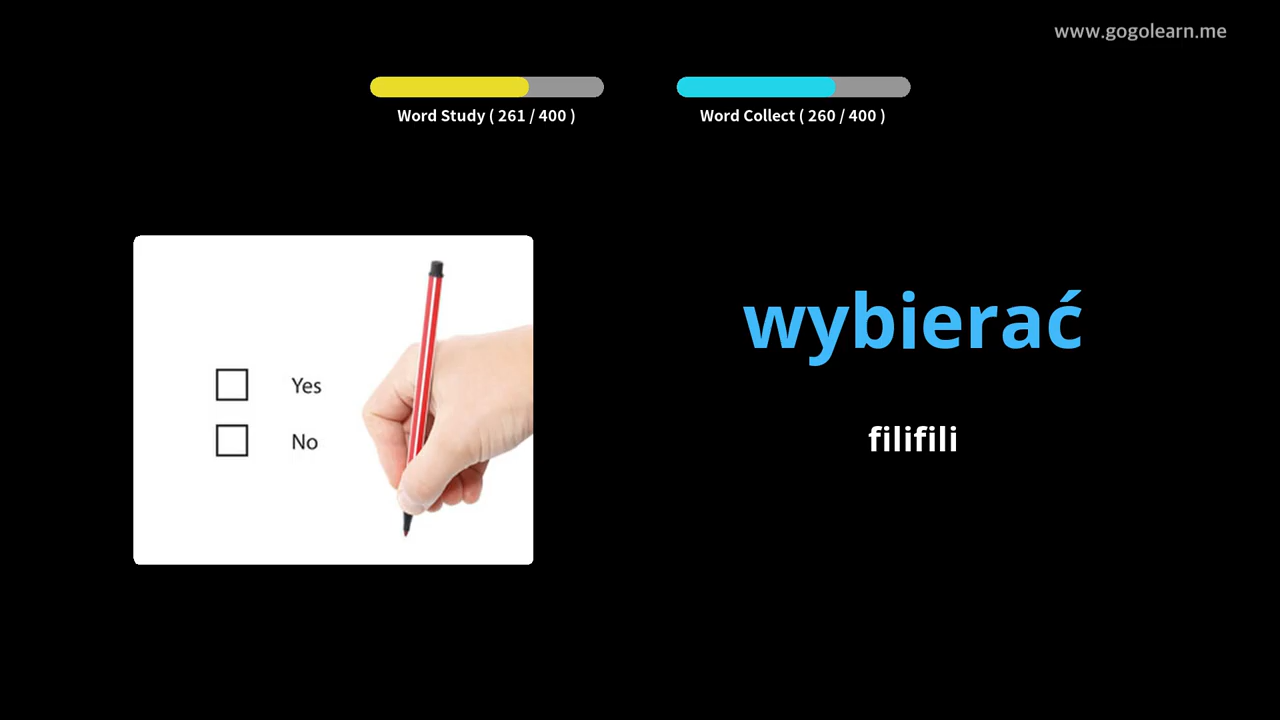 www.gogolearn.me
Word Study ( 261 / 400 )
Word Collect ( 260 / 400 )
Yes
No
wybierać
filifili